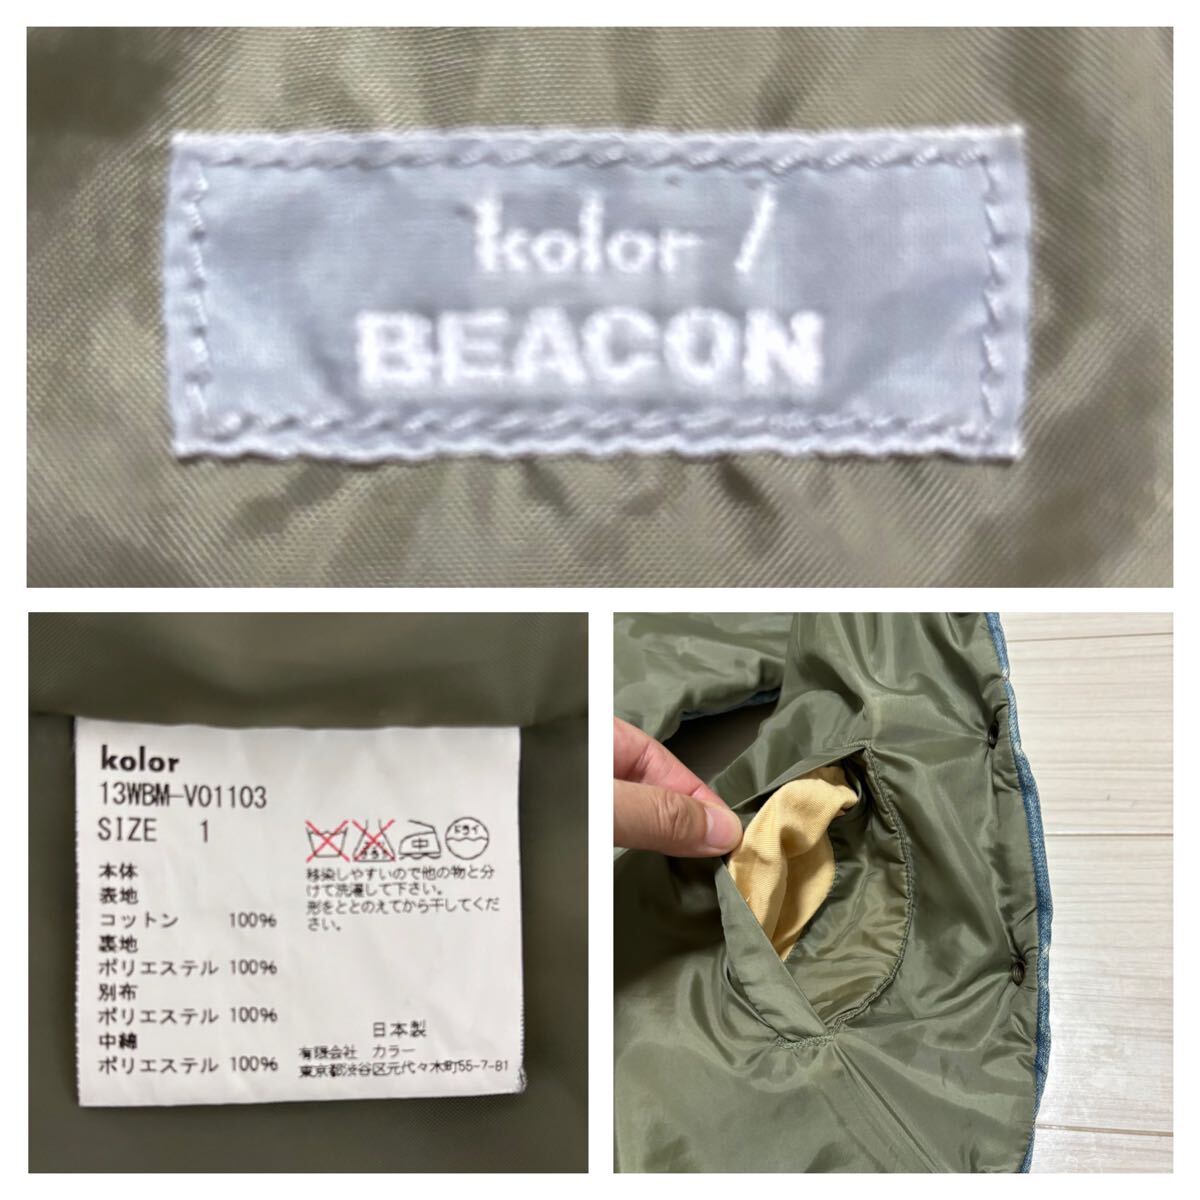 kolor /
BEACON
kolor
13WBM-V01103
SIZE 1
本体
表地
コットン 100%
裏地
ポリエステル 100%
別布
ポリエステル 100%
中綿
ポリエステル 100%
中
ドライ
移染しやすいので他の物と分
けて洗濯して下さい。
形をととのえてから干してくだ
さい。
日本製
有限会社 カラー
東京都渋谷区元代々木町55-7-B1